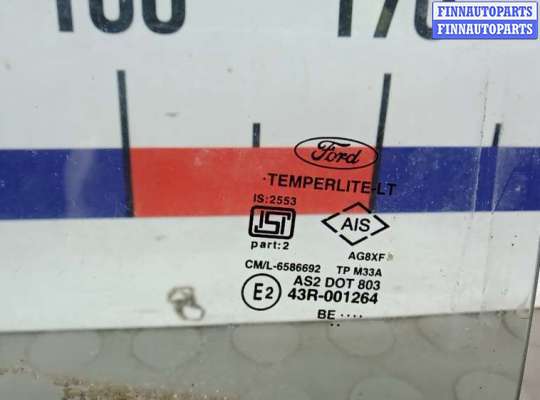 FINNAUTOPARTS
FINNAUTOPARTS
Ford
TEMPERLITE-LT
IS:2553
ISI
AIS
part:2
AG8XF
CM/L-6586692 TP M33A
E2
AS2 DOT 803
43R-001264
BE ....